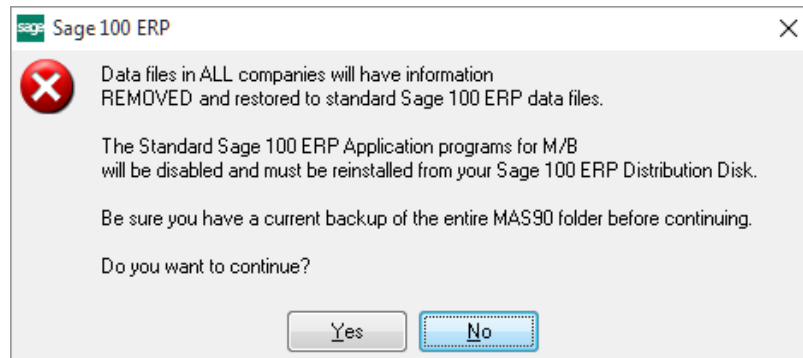 sage Sage 100 ERP
Data files in ALL companies will have information
REMOVED and restored to standard Sage 100 ERP data files.
The Standard Sage 100 ERP Application programs for M/B
will be disabled and must be reinstalled from your Sage 100 ERP Distribution Disk.
Be sure you have a current backup of the entire MAS90 folder before continuing.
Do you want to continue?
Yes No